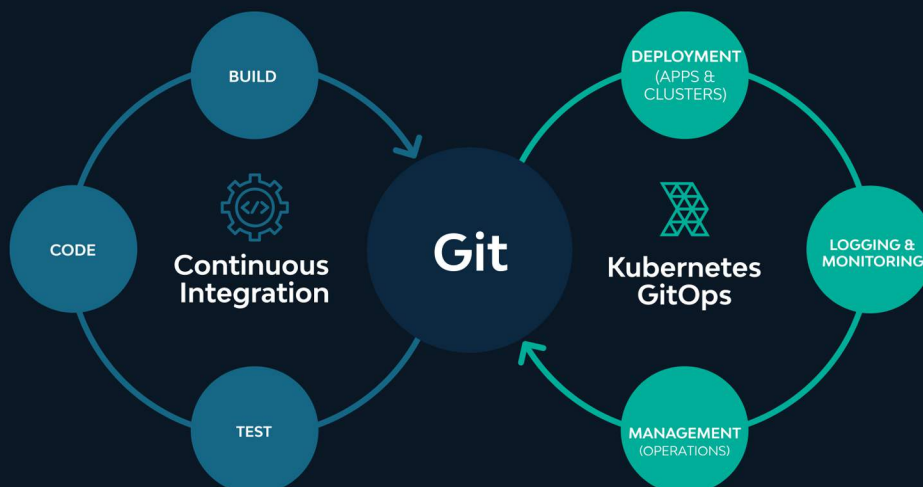 BUILD
CODE
</>
Continuous
Integration
TEST
Git
DEPLOYMENT
(APPS &
CLUSTERS)
Kubernetes
GitOps
LOGGING &
MONITORING
MANAGEMENT
(OPERATIONS)